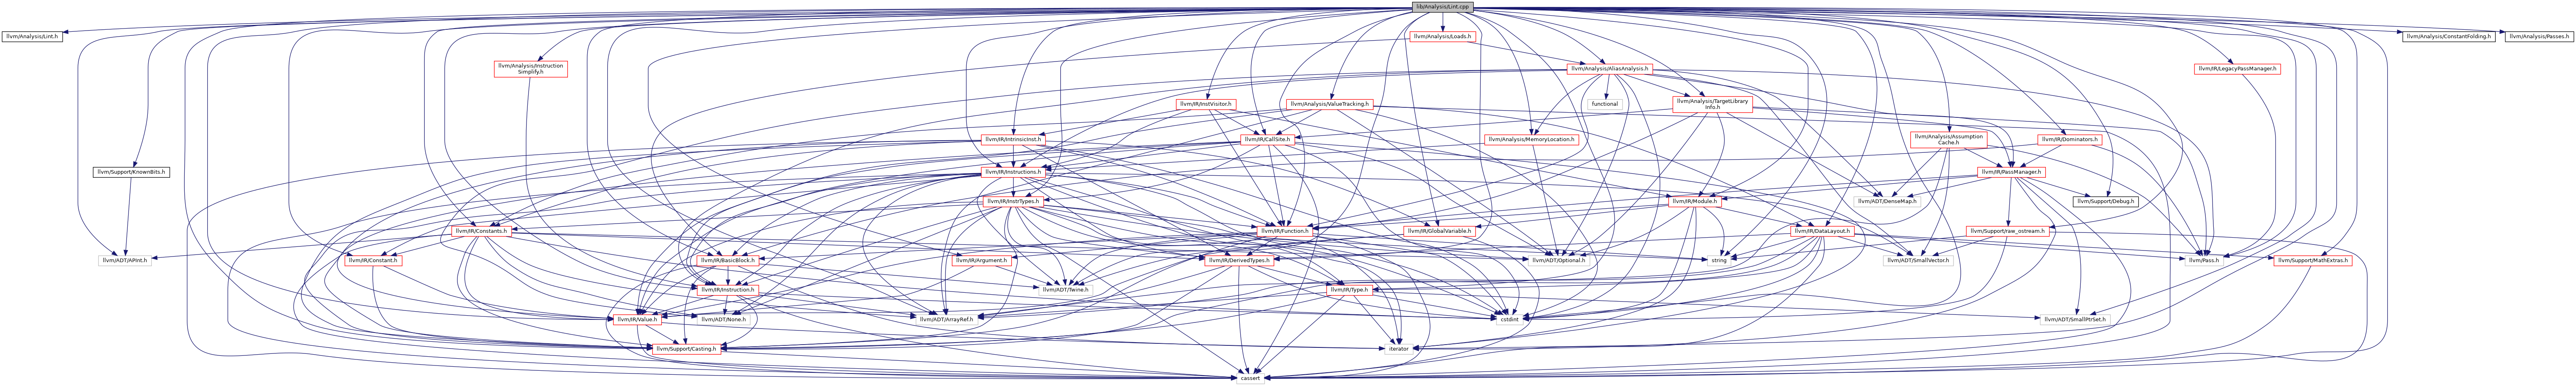 lib/Analysis/Lint.cpp
llvm/Analysis/Lint.h
llvm/Analysis/Loads.h
llvm/Analysis/ConstantFolding.h
llvm/Analysis/Passes.h
llvm/Analysis/Instruction
Simplify.h
llvm/Analysis/AliasAnalysis.h
llvm/IR/LegacyPassManager.h
llvm/IR/InstVisitor.h
llvm/Analysis/ValueTracking.h
functional
llvm/Analysis/TargetLibrary
Info.h
llvm/IR/IntrinsicInst.h
llvm/IR/CallSite.h
llvm/Analysis/MemoryLocation.h
llvm/Analysis/Assumption
Cache.h
llvm/IR/Dominators.h
llvm/Support/KnownBits.h
llvm/IR/Instructions.h
llvm/IR/PassManager.h
llvm/IR/InstrTypes.h
llvm/IR/Module.h
llvm/ADT/DenseMap.h
llvm/Support/Debug.h
llvm/IR/Constants.h
llvm/IR/Function.h
llvm/IR/GlobalVariable.h
llvm/IR/DataLayout.h
llvm/Support/raw_ostream.h
llvm/ADT/APInt.h
llvm/IR/Constant.h
llvm/IR/BasicBlock.h
llvm/IR/Argument.h
llvm/IR/DerivedTypes.h
llvm/ADT/Optional.h
string
llvm/ADT/SmallVector.h
llvm/Pass.h
llvm/Support/MathExtras.h
llvm/IR/Instruction.h
llvm/ADT/Twine.h
llvm/IR/Type.h
llvm/IR/Value.h
llvm/ADT/None.h
llvm/ADT/ArrayRef.h
cstdint
llvm/ADT/SmallPtrSet.h
llvm/Support/Casting.h
iterator
cassert